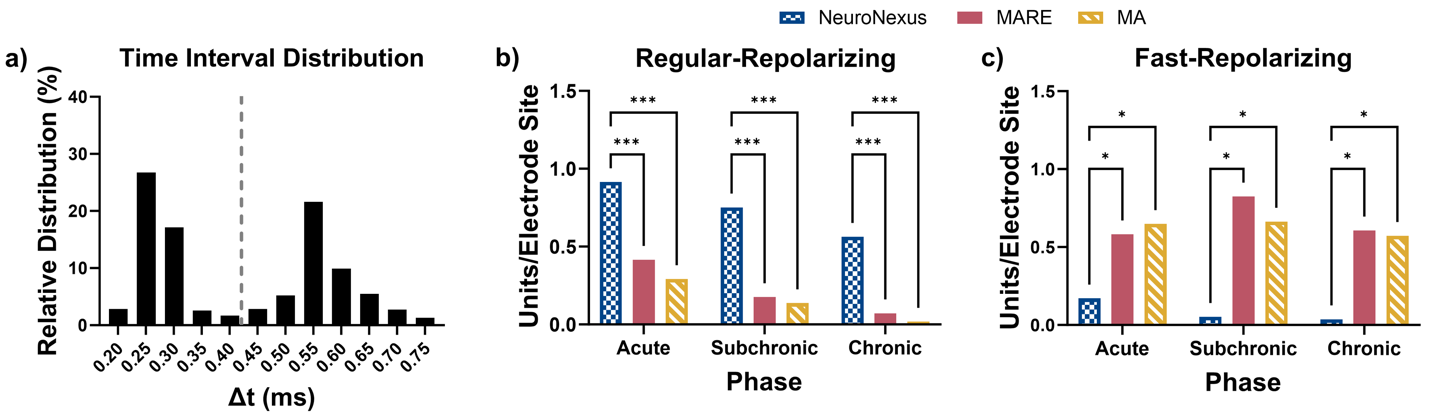 NeuroNexus MARE MA
a) Time Interval Distribution
Relative Distribution (%)
40
30
20
10
0
0.20 0.25 0.30 0.35 0.40 0.45 0.50 0.55 0.60 0.65 0.70 0.75
Δt (ms)
b) Regular-Repolarizing
Units/Electrode Site
1.5
1.0
0.5
0.0
*** *** ***
*** *** ***
Acute Subchronic Chronic
Phase
c) Fast-Repolarizing
Units/Electrode Site
1.5
1.0
0.5
0.0
* * *
* * *
Acute Subchronic Chronic
Phase